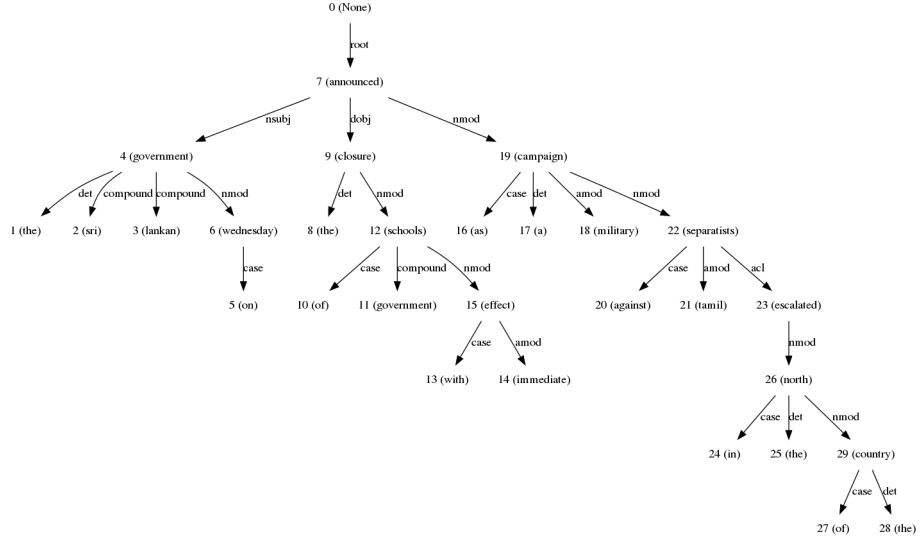 0 (None)
root
7 (announced)
nsubj dobj nmod
4 (government) 9 (closure) 19 (campaign)
det compound compound nmod det nmod case det amod nmod
1 (the) 2 (sri) 3 (lankan) 6 (wednesday) 8 (the) 12 (schools) 16 (as) 17 (a) 18 (military) 22 (separatists)
case case compound nmod case amod acl
5 (on) 10 (of) 11 (government) 15 (effect) 20 (against) 21 (tamil) 23 (escalated)
case amod nmod
13 (with) 14 (immediate) 26 (north)
case det nmod
24 (in) 25 (the) 29 (country)
case det
27 (of) 28 (the)